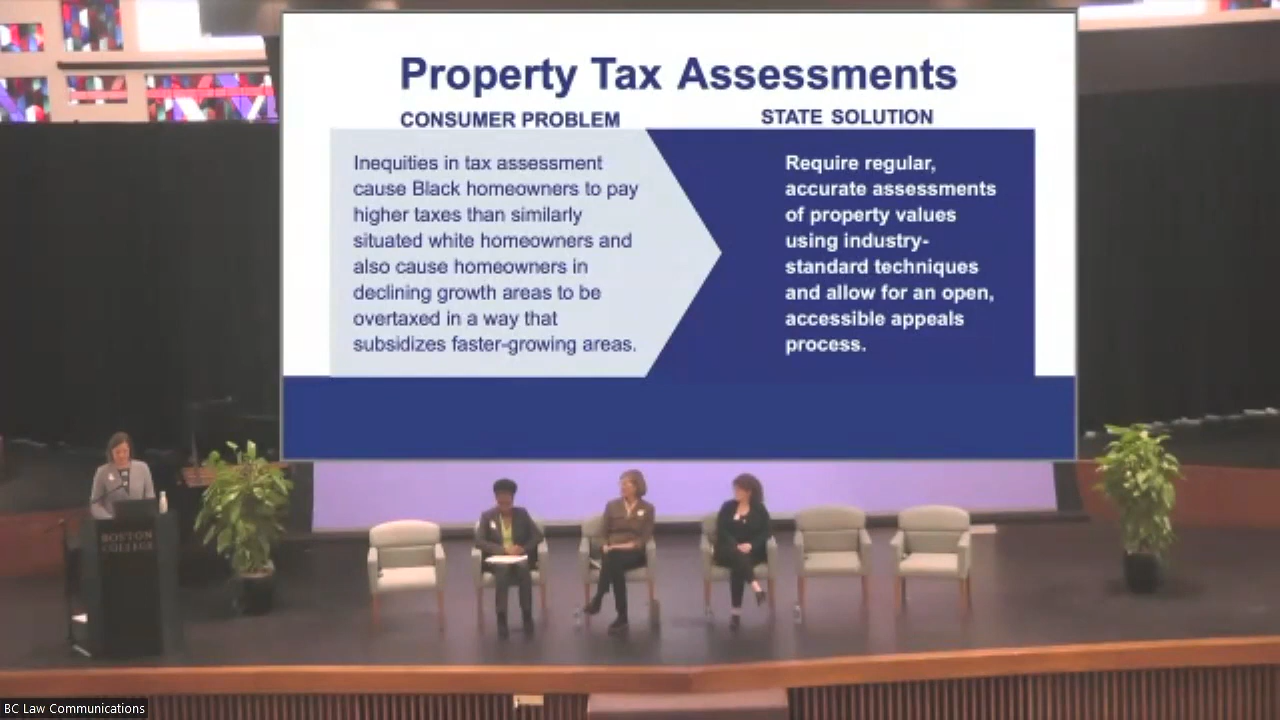 Property Tax Assessments
CONSUMER PROBLEM
STATE SOLUTION
Inequities in tax assessment
cause Black homeowners to pay
higher taxes than similarly
situated white homeowners and
also cause homeowners in
declining growth areas to be
overtaxed in a way that
subsidizes faster-growing areas.
Require regular,
accurate assessments
of property values
using industry-
standard techniques
and allow for an open,
accessible appeals
process.
BOSTON
COLLEGE
BC Law Communications